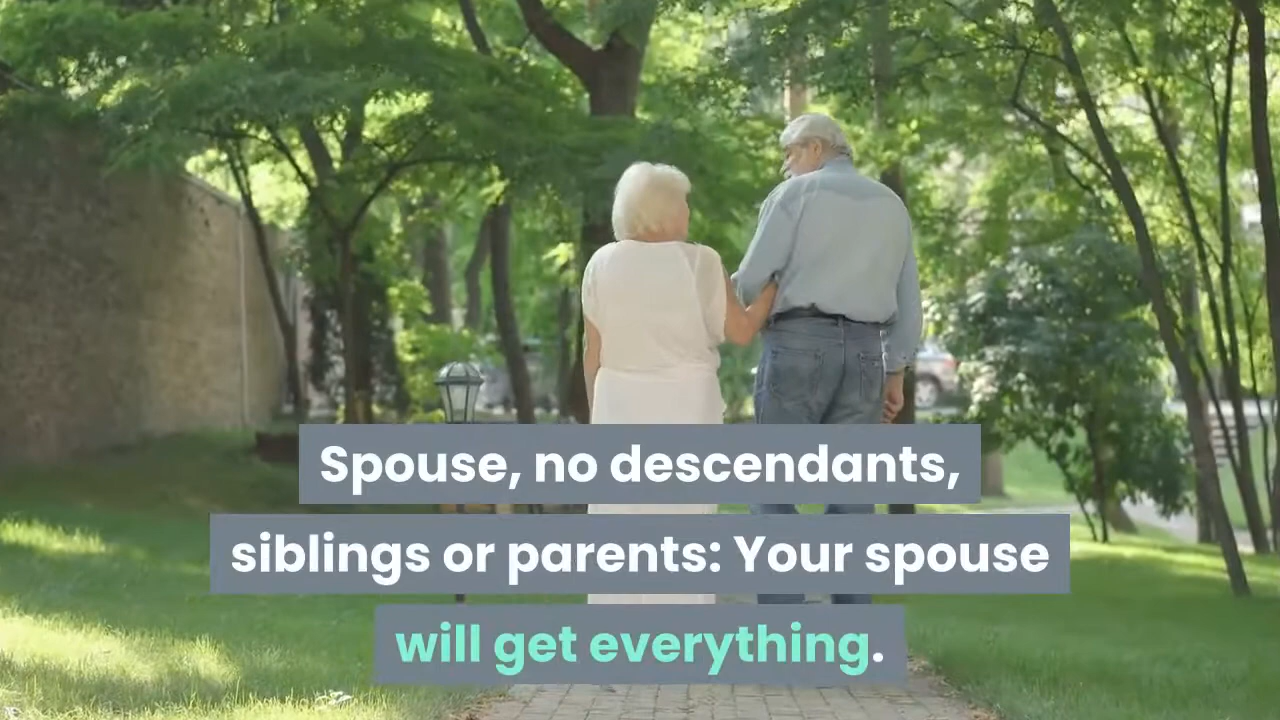 Spouse, no descendants,
siblings or parents: Your spouse
will get everything.